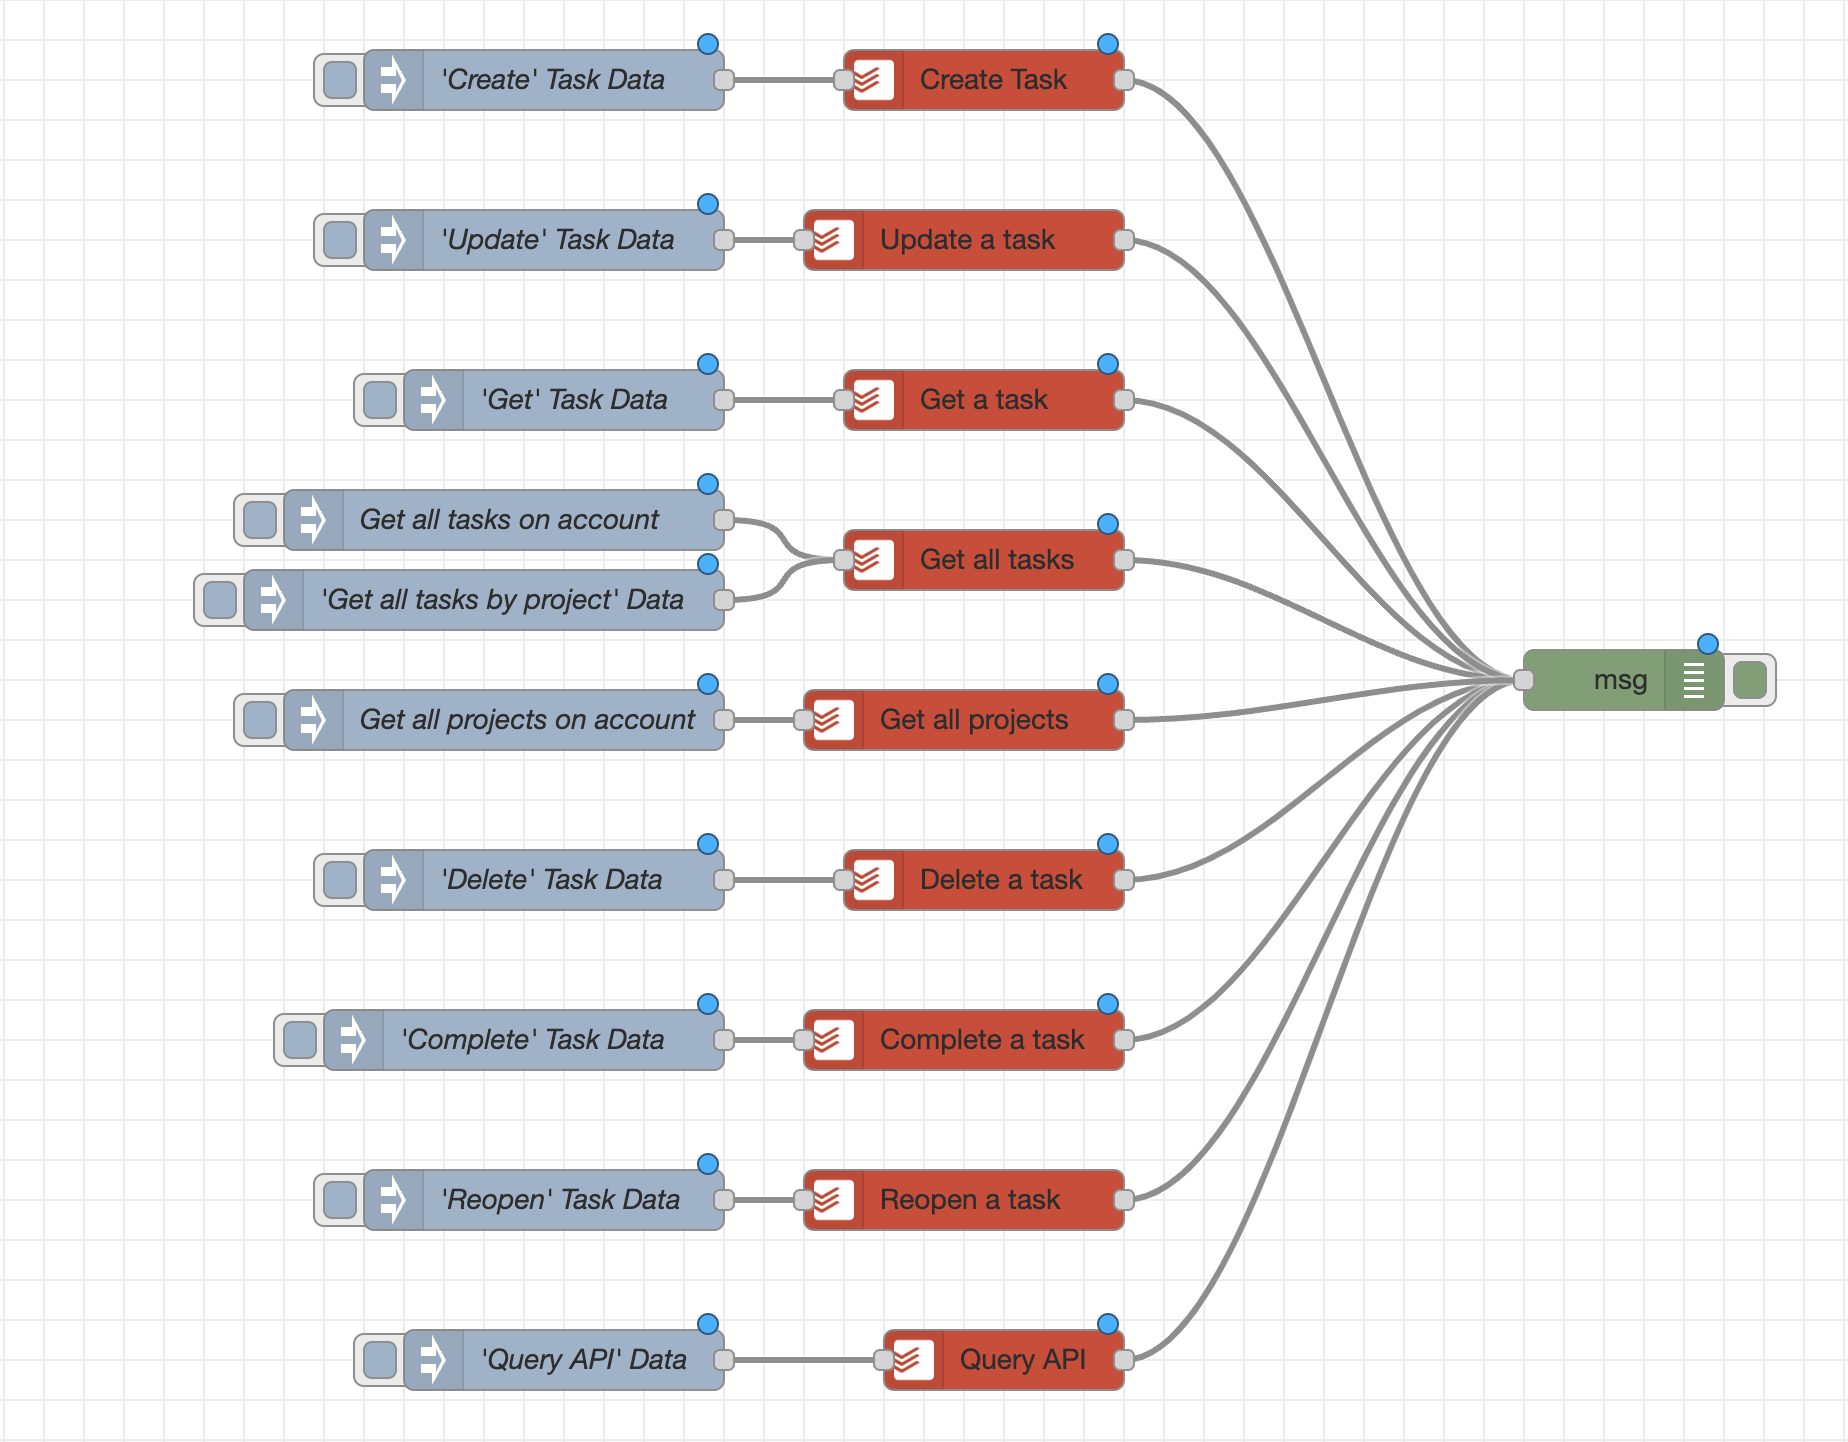 'Create' Task Data
Create Task
'Update' Task Data
Update a task
'Get' Task Data
Get a task
Get all tasks on account
Get all tasks
'Get all tasks by project' Data
msg
Get all projects on account
Get all projects
'Delete' Task Data
Delete a task
'Complete' Task Data
Complete a task
'Reopen' Task Data
Reopen a task
'Query API' Data
Query API